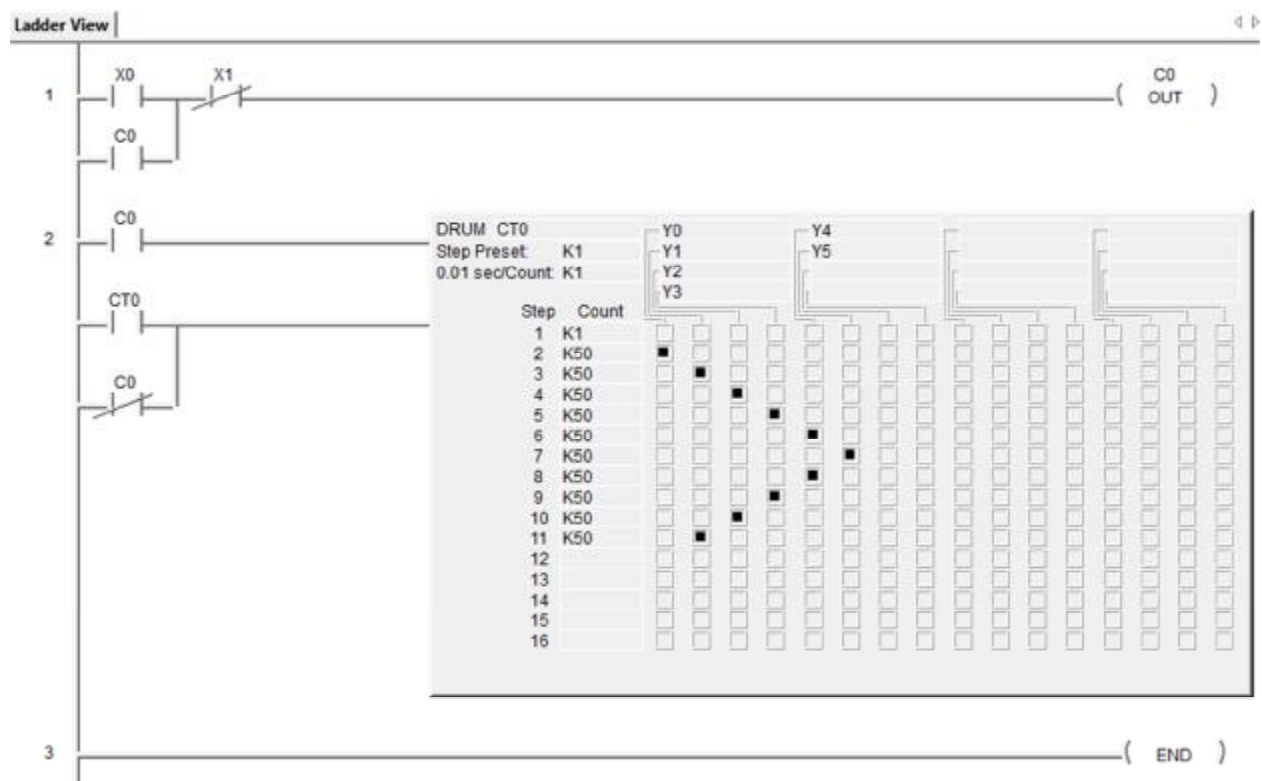 Ladder View
1
X0
X1
C0
OUT
C0
2
C0
DRUM CT0
Step Preset: K1
0.01 sec/Count: K1
Y0
Y1
Y2
Y3
Y4
Y5
CT0
C0
Step Count
1 K1
2 K50
3 K50
4 K50
5 K50
6 K50
7 K50
8 K50
9 K50
10 K50
11 K50
12
13
14
15
16
3
END